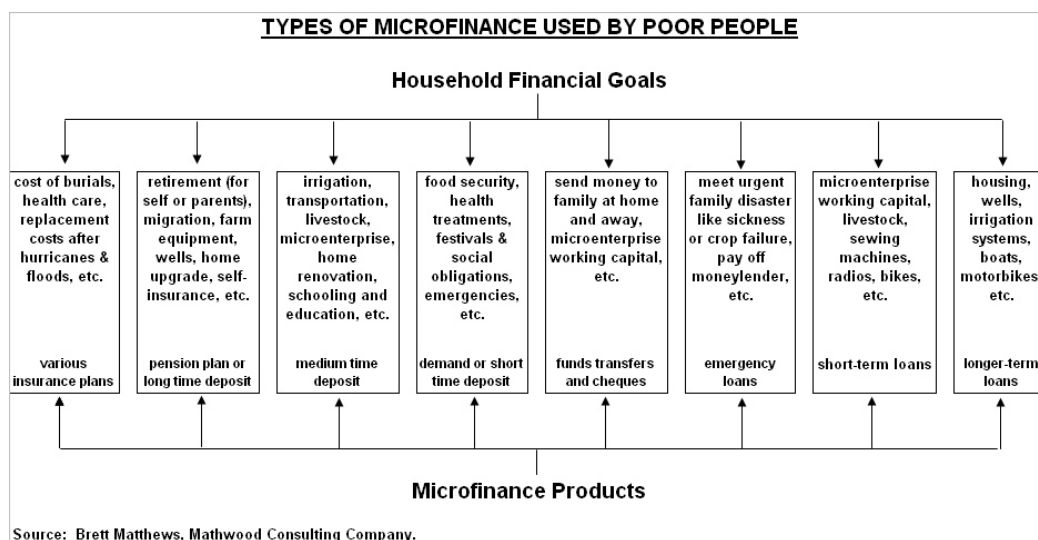 TYPES OF MICROFINANCE USED BY POOR PEOPLE
Household Financial Goals
cost of burials,
health care,
replacement
costs after
hurricanes &
floods, etc.
various
insurance plans
retirement (for
self or parents),
migration, farm
equipment,
wells, home
upgrade, self-
insurance, etc.
pension plan or
long time deposit
irrigation,
transportation,
livestock,
microenterprise,
home
renovation,
schooling and
education, etc.
medium time
deposit
food security,
health
treatments,
festivals &
social
obligations,
emergencies,
etc.
demand or short
time deposit
send money to
family at home
and away,
microenterprise
working capital,
etc.
funds transfers
and cheques
meet urgent
family disaster
like sickness
or crop failure,
pay off
moneylender,
etc.
emergency
loans
microenterprise
working capital,
livestock,
sewing
machines,
radios, bikes,
etc.
short-term loans
housing,
wells,
irrigation
systems,
boats,
motorbikes,
etc.
longer-term
loans
Microfinance Products
Source: Brett Matthews, Mathwood Consulting Company.